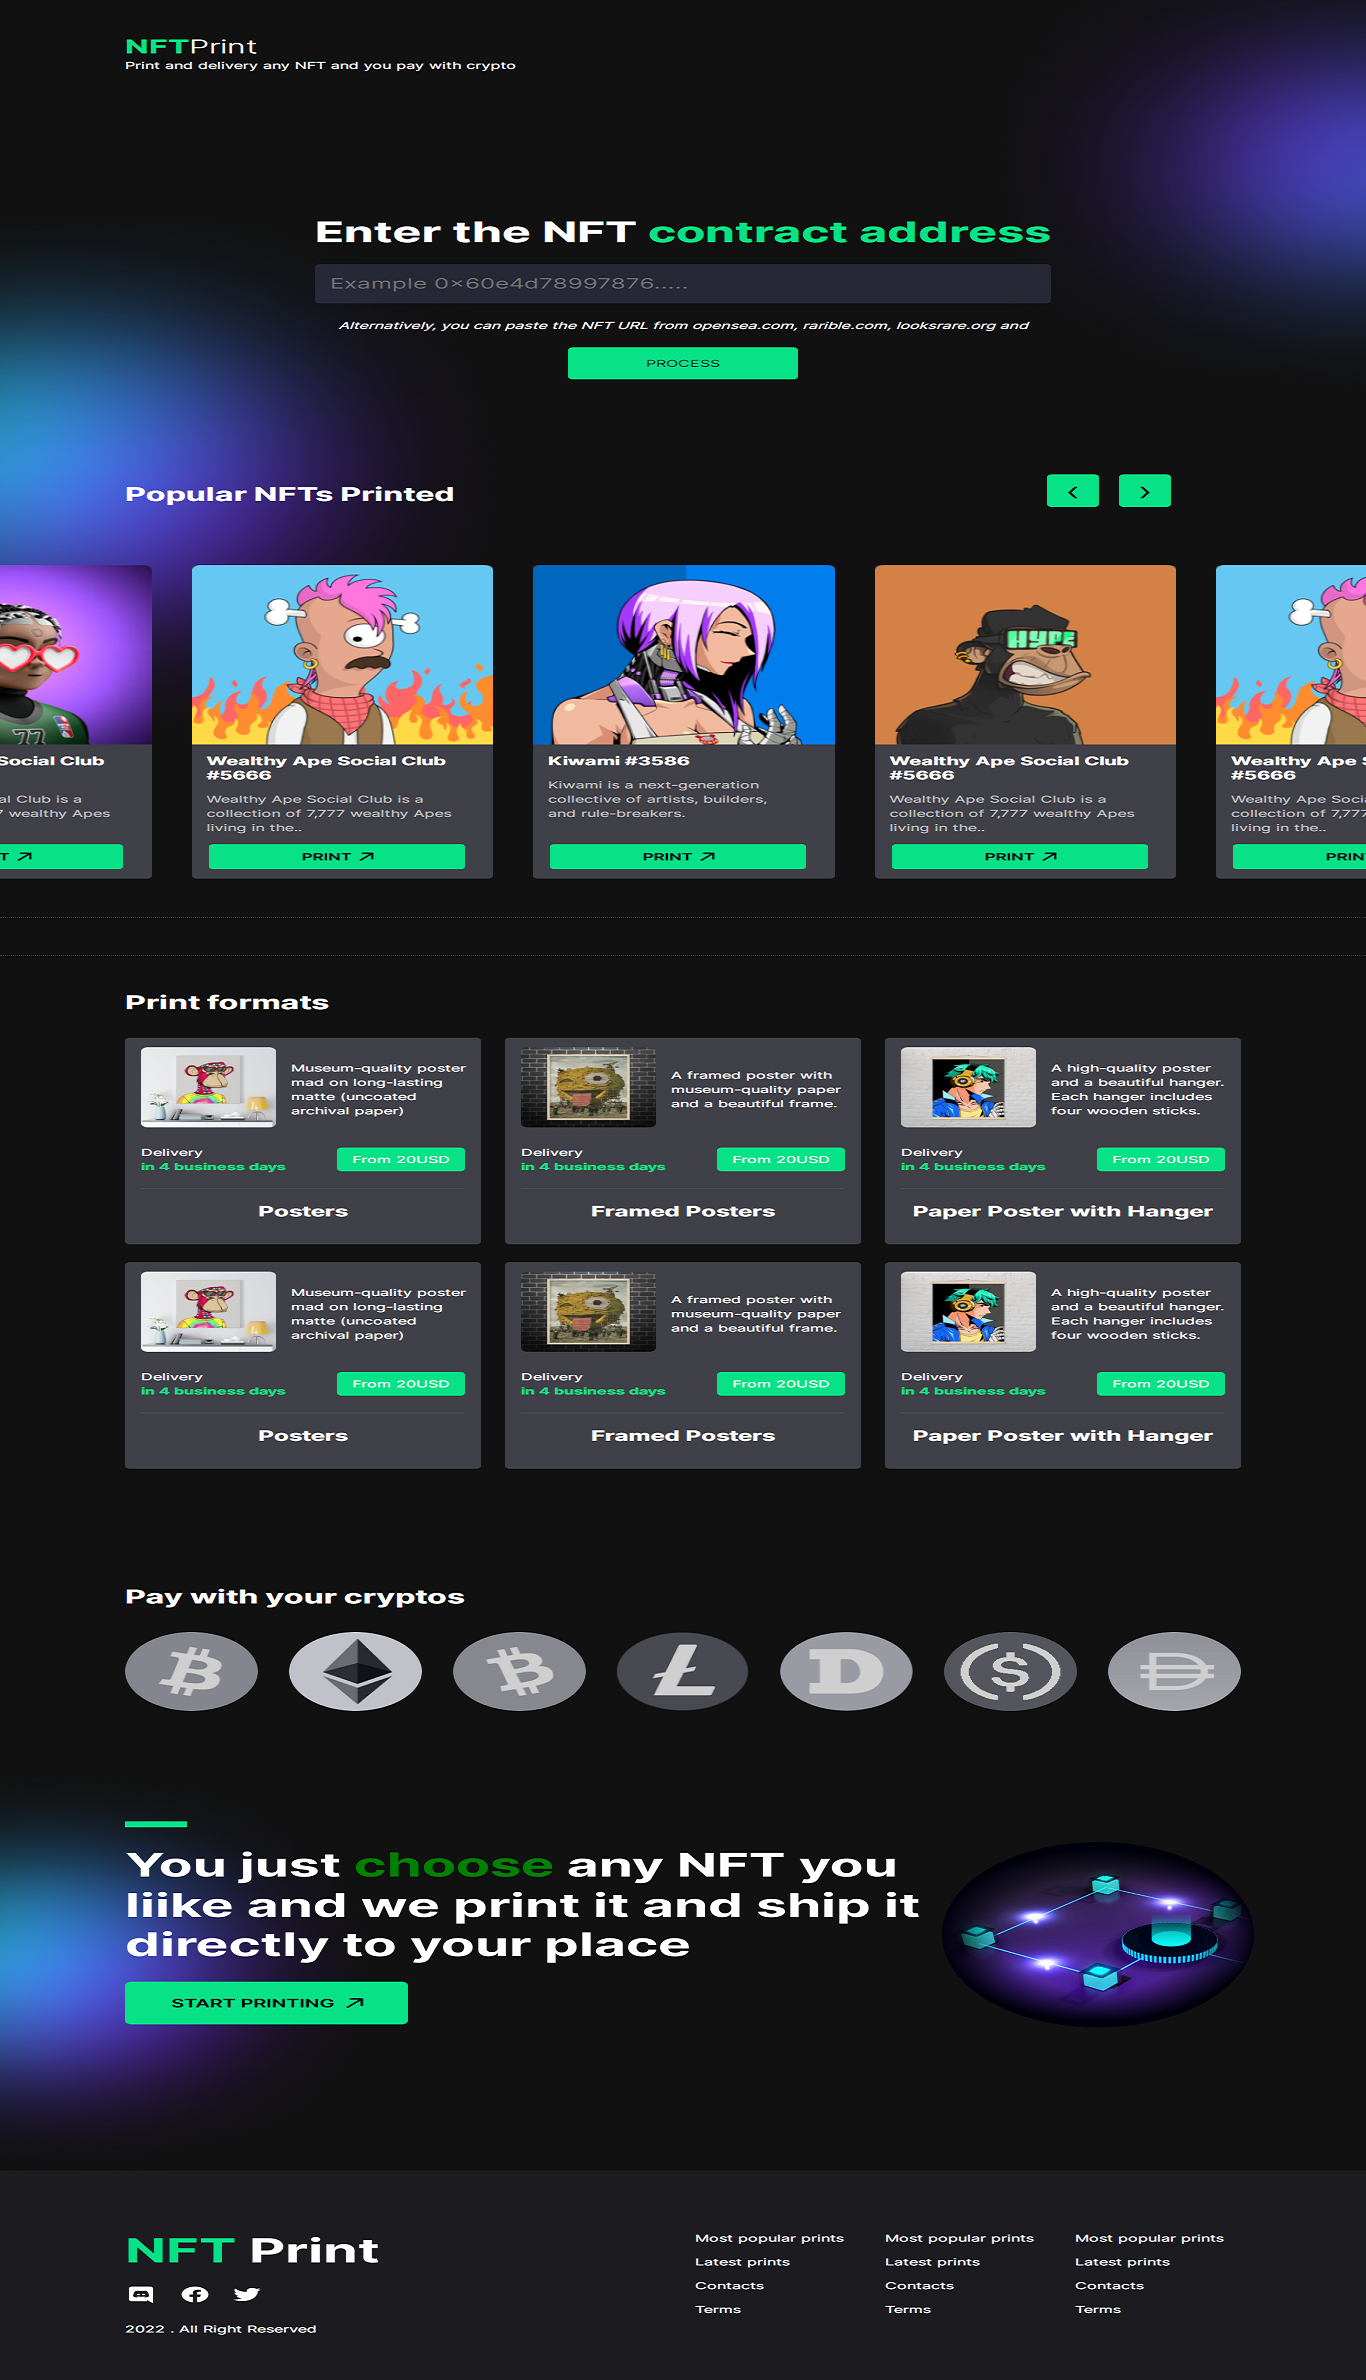 NFTPrint
Print and delivery any NFT and you pay with crypto
Enter the NFT contract address
Example 0×60e4d78997876.....
Alternatively, you can paste the NFT URL from opensea.com, rarible.com, looksrare.org and
PROCESS
Popular NFTs Printed
Social Club
al Club is a
7 wealthy Apes
T
77
Wealthy Ape Social Club
#5666
Wealthy Ape Social Club is a
collection of 7,777 wealthy Apes
living in the..
PRINT
Kiwami #3586
Kiwami is a next-generation
collective of artists, builders,
and rule-breakers.
PRINT
HYPE
Wealthy Ape Social Club
#5666
Wealthy Ape Social Club is a
collection of 7,777 wealthy Apes
living in the..
PRINT
Wealthy Ape S
#5666
Wealthy Ape Soci
collection of 7,777
living in the..
PRIN
Print formats
Museum-quality poster
mad on long-lasting
matte (uncoated
archival paper)
Delivery
in 4 business days
From 20USD
Posters
A framed poster with
museum-quality paper
and a beautiful frame.
Delivery
in 4 business days
From 20USD
Framed Posters
A high-quality poster
and a beautiful hanger.
Each hanger includes
four wooden sticks.
Delivery
in 4 business days
From 20USD
Paper Poster with Hanger
Museum-quality poster
mad on long-lasting
matte (uncoated
archival paper)
Delivery
in 4 business days
From 20USD
Posters
A framed poster with
museum-quality paper
and a beautiful frame.
Delivery
in 4 business days
From 20USD
Framed Posters
A high-quality poster
and a beautiful hanger.
Each hanger includes
four wooden sticks.
Delivery
in 4 business days
From 20USD
Paper Poster with Hanger
Pay with your cryptos
You just choose any NFT you
liike and we print it and ship it
directly to your place
START PRINTING
NFT Print
2022 . All Right Reserved
Most popular prints
Latest prints
Contacts
Terms
Most popular prints
Latest prints
Contacts
Terms
Most popular prints
Latest prints
Contacts
Terms